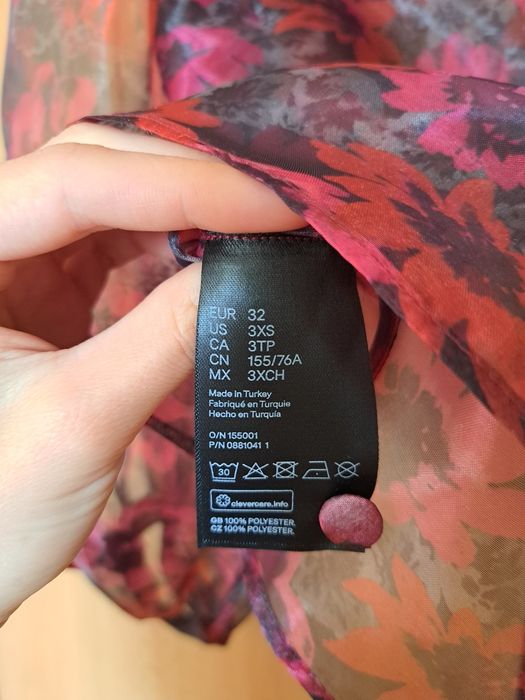 EUR 32
US 3XS
CA 3TP
CN 155/76A
MX 3XCH
Made in Turkey
Fabriqué en Turquie
Hecho en Turquía
O/N 155001
P/N 0881041 1
30
clevercare.info
GB 100% POLYESTER.
CZ 100% POLYESTER.